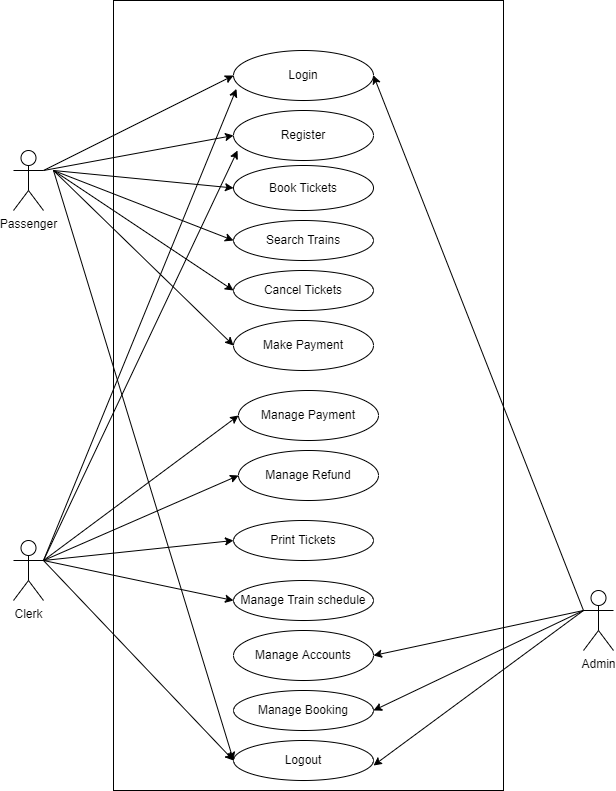 Login
Register
Passenger
Book Tickets
Search Trains
Cancel Tickets
Make Payment
Manage Payment
Manage Refund
Print Tickets
Clerk
Manage Train schedule
Manage Accounts
Admin
Manage Booking
Logout